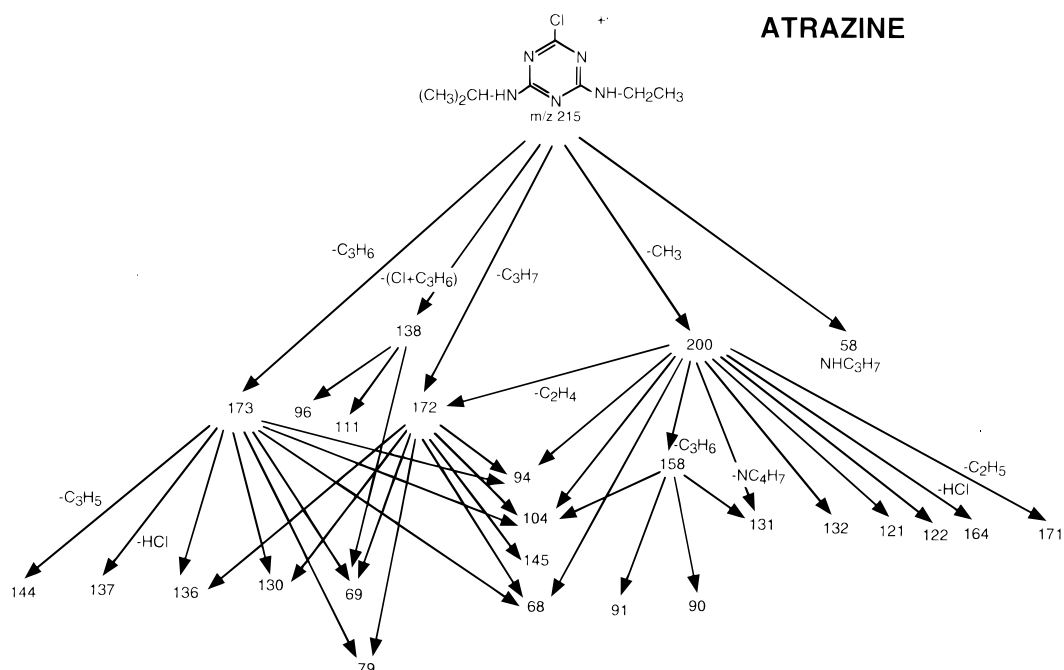 ATRAZINE
Cl
+·
N
N
(CH3)2CH-HN
N
NH-CH2CH3
m/z 215
-C3H6
-(Cl+C3H6)
-C3H7
-CH3
138
200
58
NHC3H7
173
96
111
172
-C2H4
-C3H6
158
94
-NC4H7
-C2H5
-C3H5
-HCl
-HCl
104
131
132
121
122
164
171
144
137
136
130
69
145
68
91
90
79